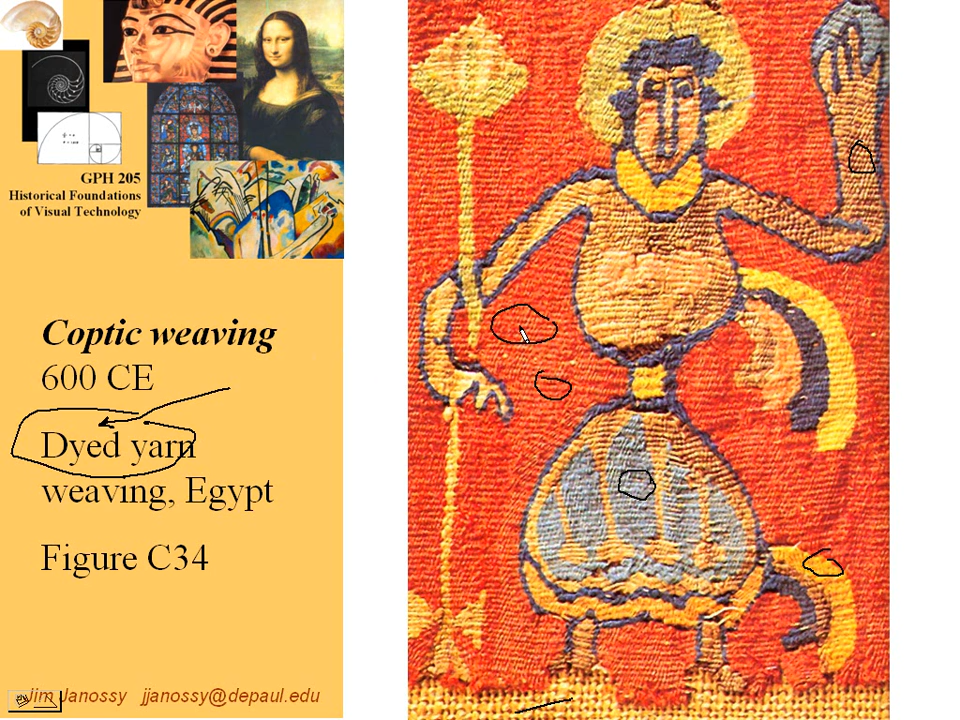 GPH 205
Historical Foundations
of Visual Technology
Coptic weaving
600 CE
Dyed yarn
weaving, Egypt
Figure C34
Jim Janossy jjanossy@depaul.edu